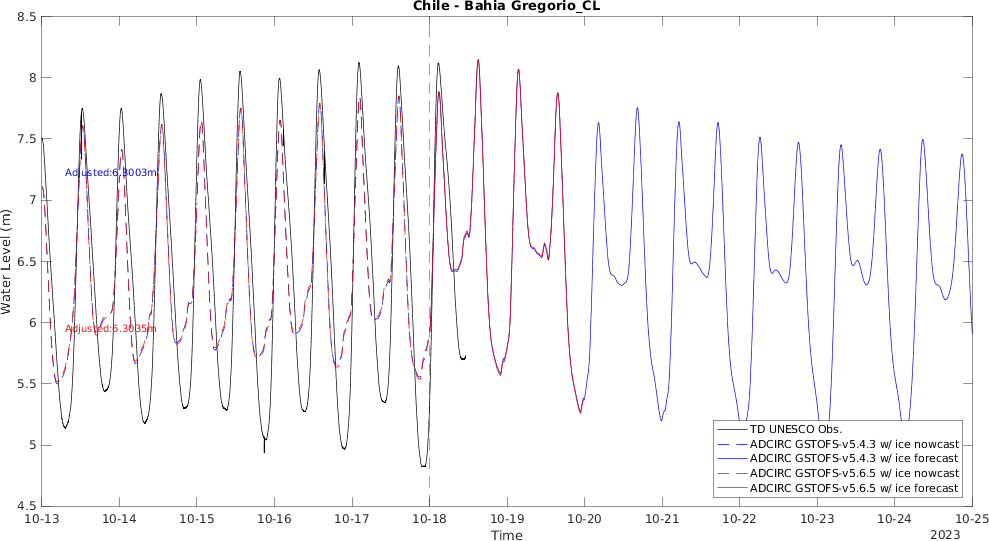 Chile - Bahia Gregorio_CL
8.5
8
7.5
7
6.5
6
5.5
5
4.5
Water Level (m)
Adjusted:6.3003m
Adjusted:6.3035m
TD UNESCO Obs.
ADCIRC GSTOFS-v5.4.3 w/ ice nowcast
ADCIRC GSTOFS-v5.4.3 w/ ice forecast
ADCIRC GSTOFS-v5.6.5 w/ ice nowcast
ADCIRC GSTOFS-v5.6.5 w/ ice forecast
10-13 10-14 10-15 10-16 10-17 10-18 10-19 10-20 10-21 10-22 10-23 10-24 10-25
Time
2023